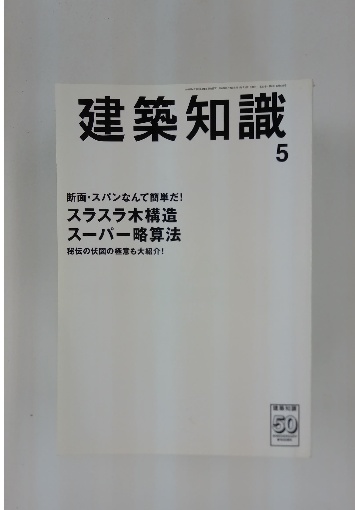 建築知識
5
断面・スパンなんて簡単だ!
スラスラ木構造
スーパー略算法
秘伝の伏図の極意も大紹介!
建築知識
50